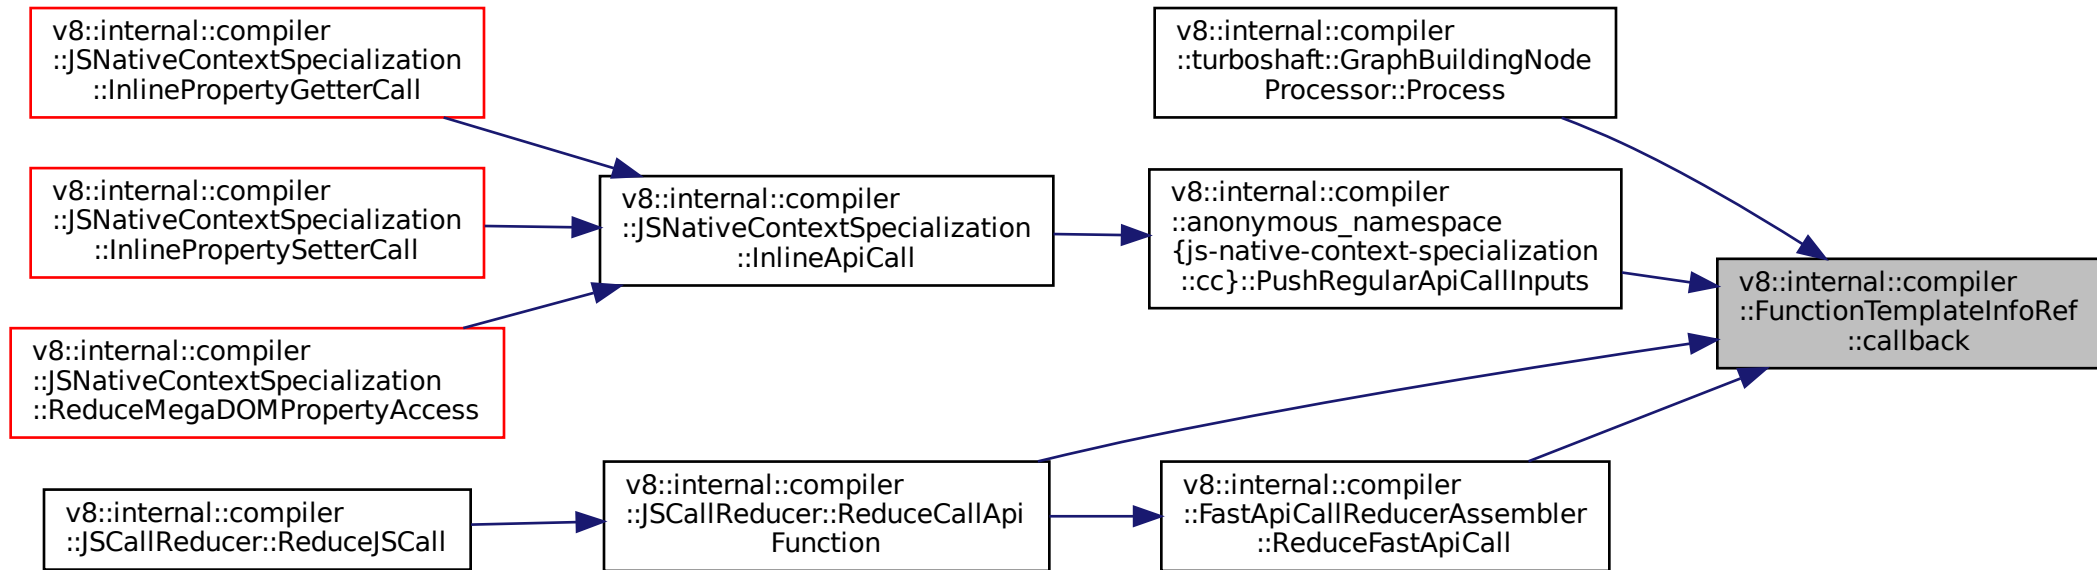 v8::internal::compiler
::JSNativeContextSpecialization
::InlinePropertyGetterCall
v8::internal::compiler
::JSNativeContextSpecialization
::InlinePropertySetterCall
v8::internal::compiler
::JSNativeContextSpecialization
::ReduceMegaDOMPropertyAccess
v8::internal::compiler
::JSCallReducer::ReduceJSCall
v8::internal::compiler
::JSNativeContextSpecialization
::InlineApiCall
v8::internal::compiler
::JSCallReducer::ReduceCallApi
Function
v8::internal::compiler
::turboshaft::GraphBuildingNode
Processor::Process
v8::internal::compiler
::anonymous_namespace
{js-native-context-specialization
::cc}::PushRegularApiCallInputs
v8::internal::compiler
::FastApiCallReducerAssembler
::ReduceFastApiCall
v8::internal::compiler
::FunctionTemplateInfoRef
::callback